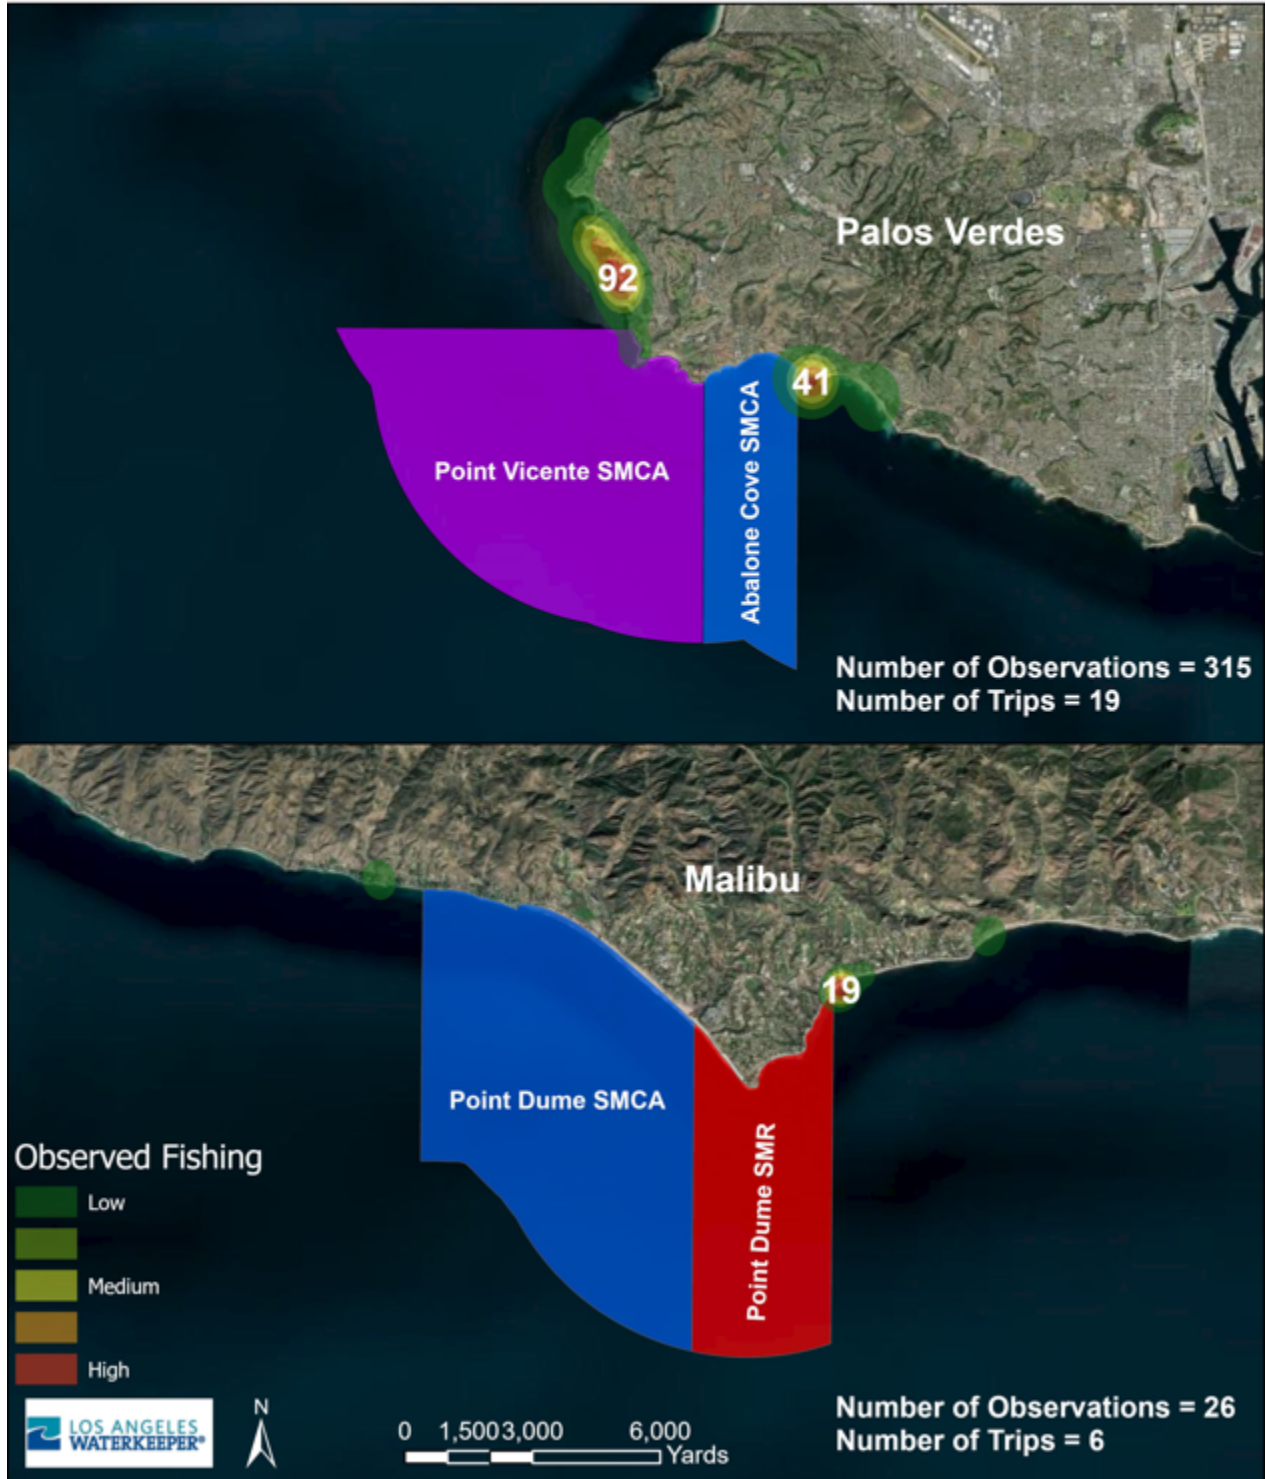 Palos Verdes
92
41
Point Vicente SMCA
Abalone Cove SMCA
Number of Observations = 315
Number of Trips = 19
Malibu
19
Point Dume SMCA
Point Dume SMR
Observed Fishing
Low
Medium
High
LOS ANGELES
WATERKEEPER®
N
0 1,500 3,000 6,000
Yards
Number of Observations = 26
Number of Trips = 6